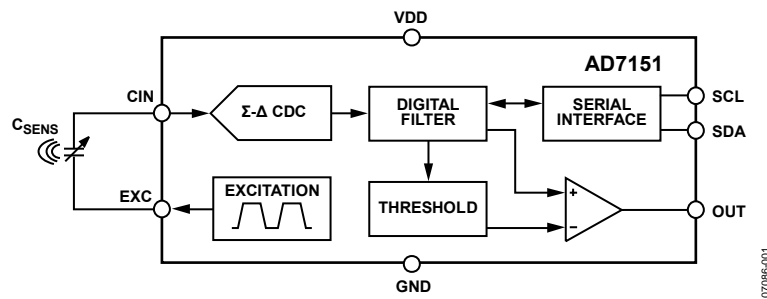 VDD
AD7151
CIN
Σ-Δ CDC
DIGITAL
FILTER
SERIAL
INTERFACE
SCL
SDA
CSENS
EXC
EXCITATION
THRESHOLD
+
−
OUT
GND
07086-001